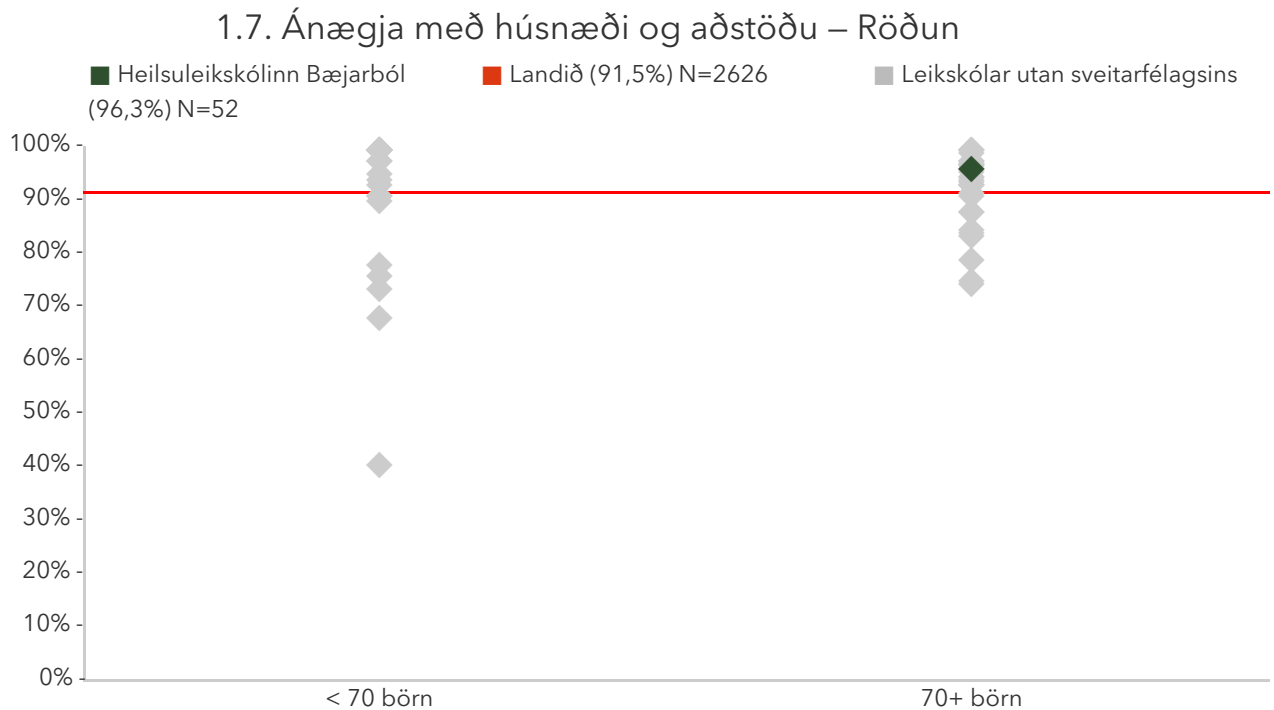 1.7. Ánægja með húsnæði og aðstöðu – Röðun
Heilsuleikskólinn Bæjarból
(96,3%) N=52
Landið (91,5%) N=2626
Leikskólar utan sveitarfélagsins
100%
90%
80%
70%
60%
50%
40%
30%
20%
10%
0%
< 70 börn
70+ börn